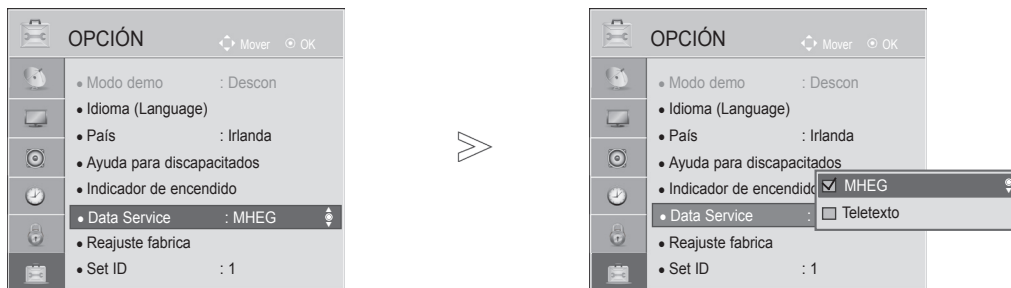 OPCIÓN Mover OK
• Modo demo : Descon
• Idioma (Language)
• País : Irlanda
• Ayuda para discapacitados
• Indicador de encendido
• Data Service : MHEG
• Reajuste fabrica
• Set ID : 1
OPCIÓN Mover OK
• Modo demo : Descon
• Idioma (Language)
• País : Irlanda
• Ayuda para discapacitados
• Indicador de encendido
MHEG
• Data Service :
Teletexto
• Reajuste fabrica
• Set ID : 1